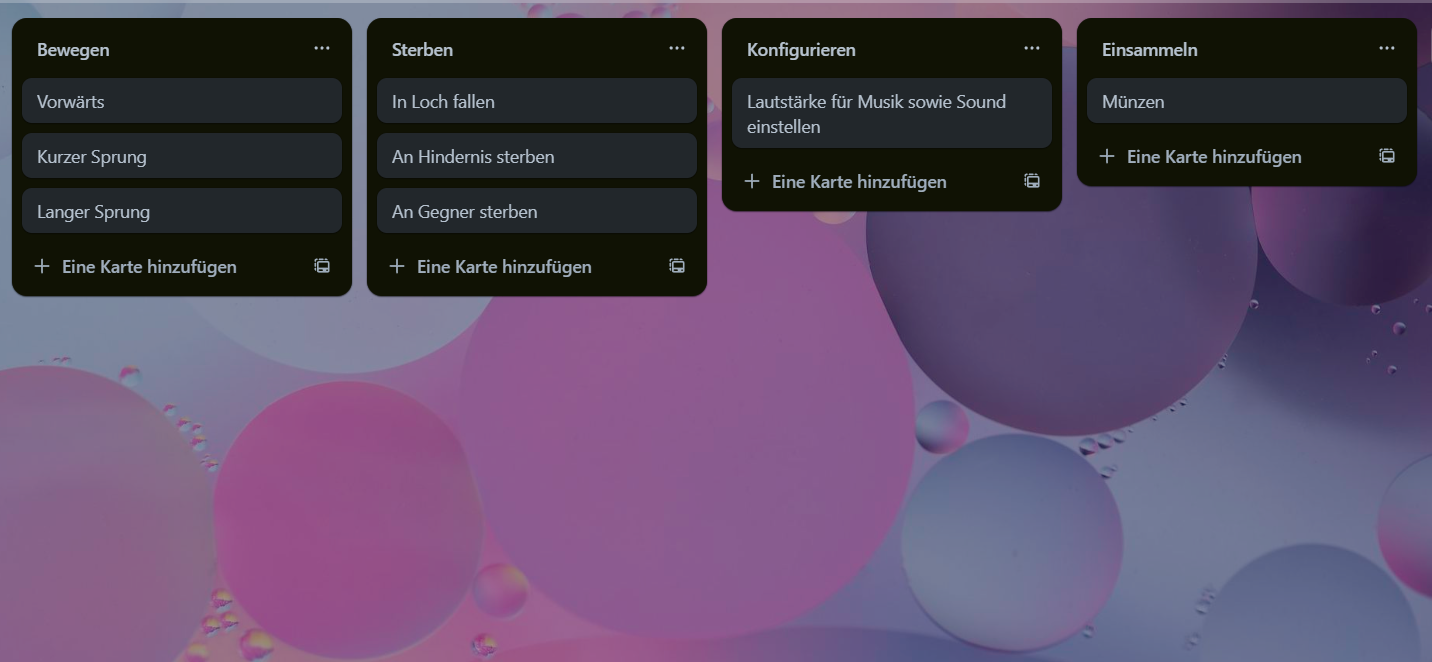 Bewegen
Vorwärts
Kurzer Sprung
Langer Sprung
Eine Karte hinzufügen
Sterben
In Loch fallen
An Hindernis sterben
An Gegner sterben
Eine Karte hinzufügen
Konfigurieren
Lautstärke für Musik sowie Sound
einstellen
Eine Karte hinzufügen
Einsammeln
Münzen
Eine Karte hinzufügen